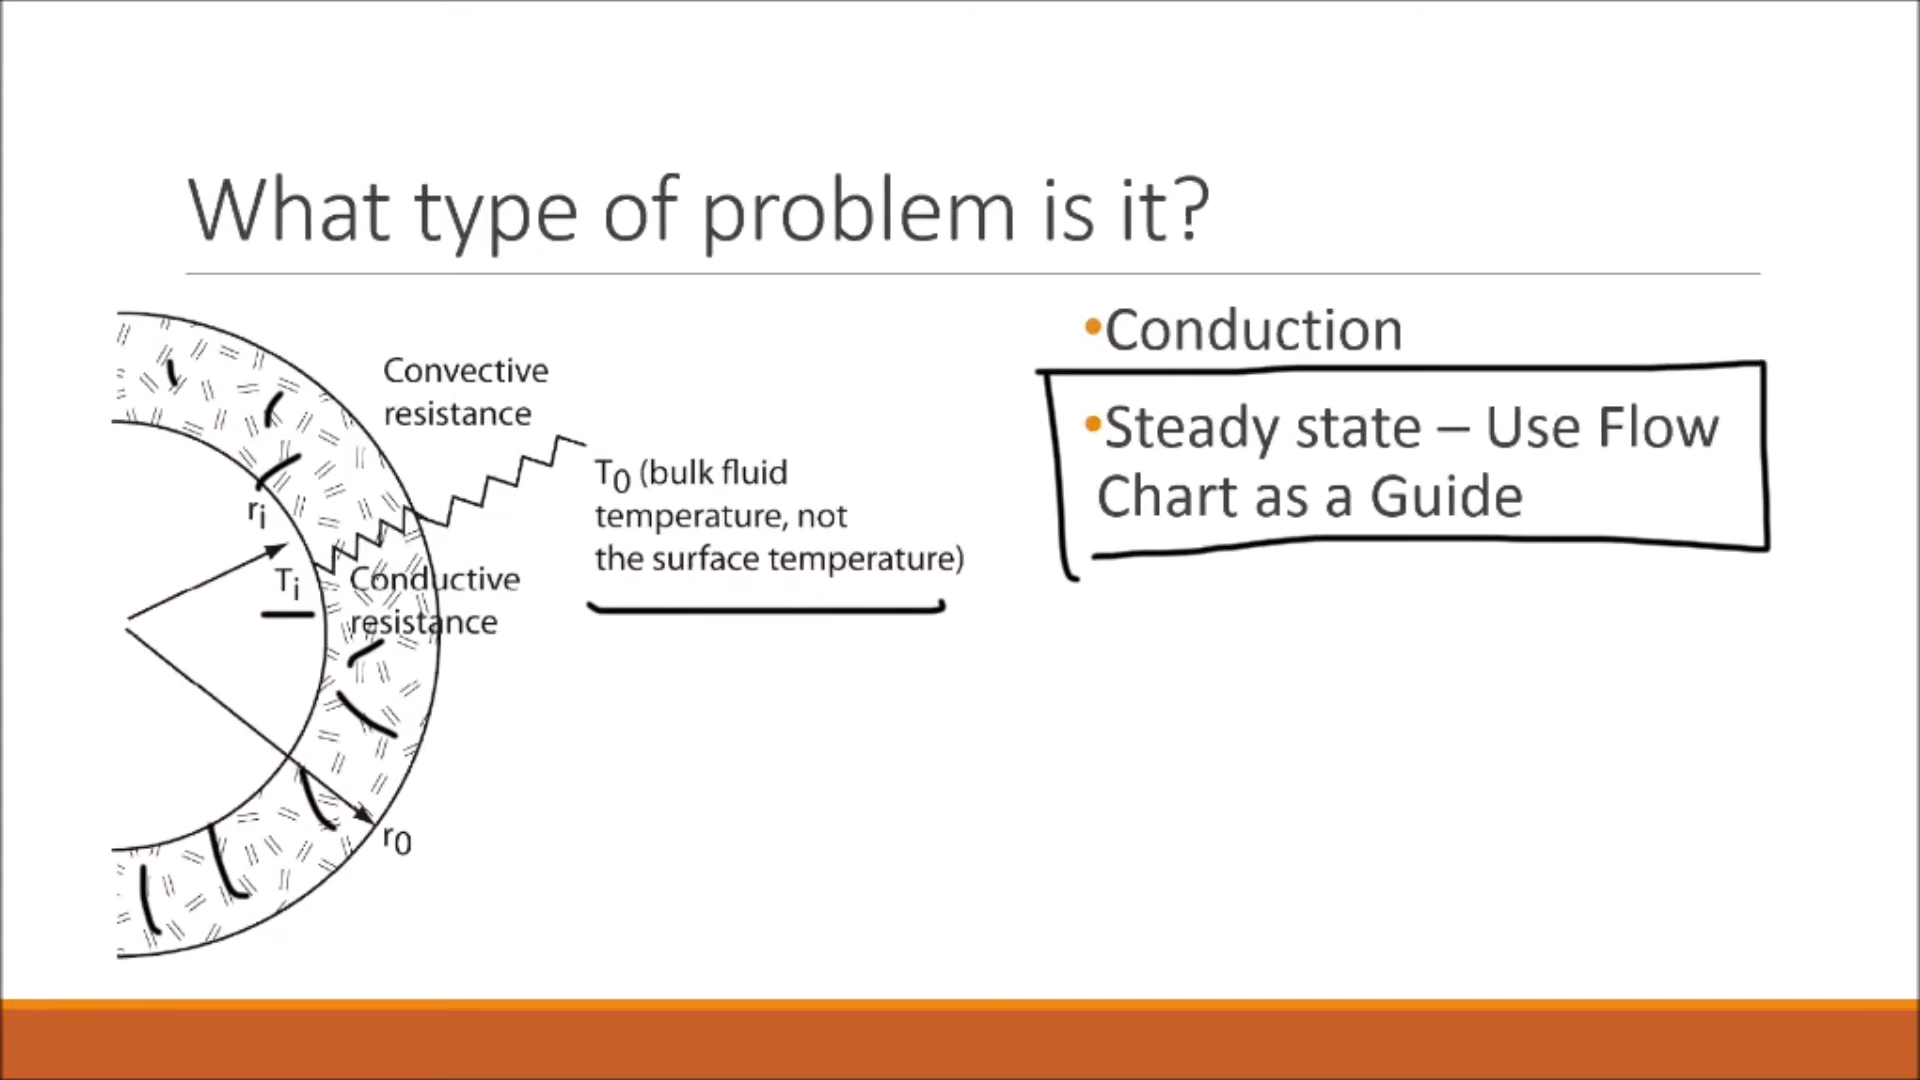 What type of problem is it?
Convective
resistance
T0 (bulk fluid
temperature, not
the surface temperature)
ri
Ti
Conductive
resistance
r0
•Conduction
•Steady state – Use Flow
Chart as a Guide